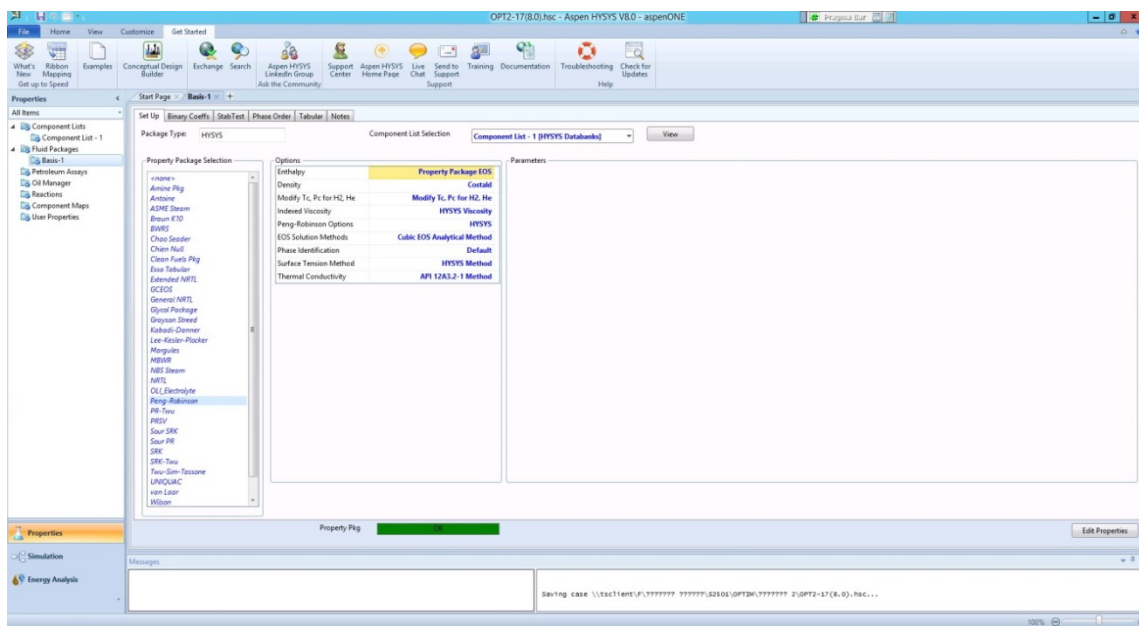 OPT2-17(8.0).hsc - Aspen HYSYS V8.0 - aspenONE
File Home View Customize Get Started
What's New
Ribbon Mapping
Examples
Conceptual Design Builder
Exchange
Search
Aspen HYSYS LinkedIn Group
Support Center
Aspen HYSYS Home Page
Live Chat
Send to Support
Training
Documentation
Troubleshooting
Check for Updates
Get up to Speed
Ask the Community
Support
Help
Properties
All Items
Component Lists
Component List - 1
Fluid Packages
Basis-1
Petroleum Assays
Oil Manager
Reactions
Component Maps
User Properties
Properties
Simulation
Energy Analysis
Start Page Basis-1 +
Set Up Binary Coeffs StabTest Phase Order Tabular Notes
Package Type: HYSYS
Component List Selection Component List - 1 [HYSYS Databanks] View
Property Package Selection
<none>
Amine Pkg
Antoine
ASME Steam
Braun K10
BWRS
Chao Seader
Chien Null
Clean Fuels Pkg
Esso Tabular
Extended NRTL
GCEOS
General NRTL
Glycol Package
Grayson Streed
Kabadi-Danner
Lee-Kesler-Plocker
Margules
MBWR
NBS Steam
NRTL
OLI_Electrolyte
Peng-Robinson
PR-Twu
PRSV
Sour SRK
Sour PR
SRK
SRK-Twu
Twu-Sim-Tassone
UNIQUAC
van Laar
Wilson
Options
Enthalpy Property Package EOS
Density Costald
Modify Tc, Pc for H2, He Modify Tc, Pc for H2, He
Indexed Viscosity HYSYS Viscosity
Peng-Robinson Options HYSYS
EOS Solution Methods Cubic EOS Analytical Method
Phase Identification Default
Surface Tension Method HYSYS Method
Thermal Conductivity API 12A3.2-1 Method
Parameters
Property Pkg OK
Edit Properties
Messages
Saving case \\tsclient\F\??????? ??????\S2501\OPTIM\??????? 2\OPT2-17(8.0).hsc...
100%